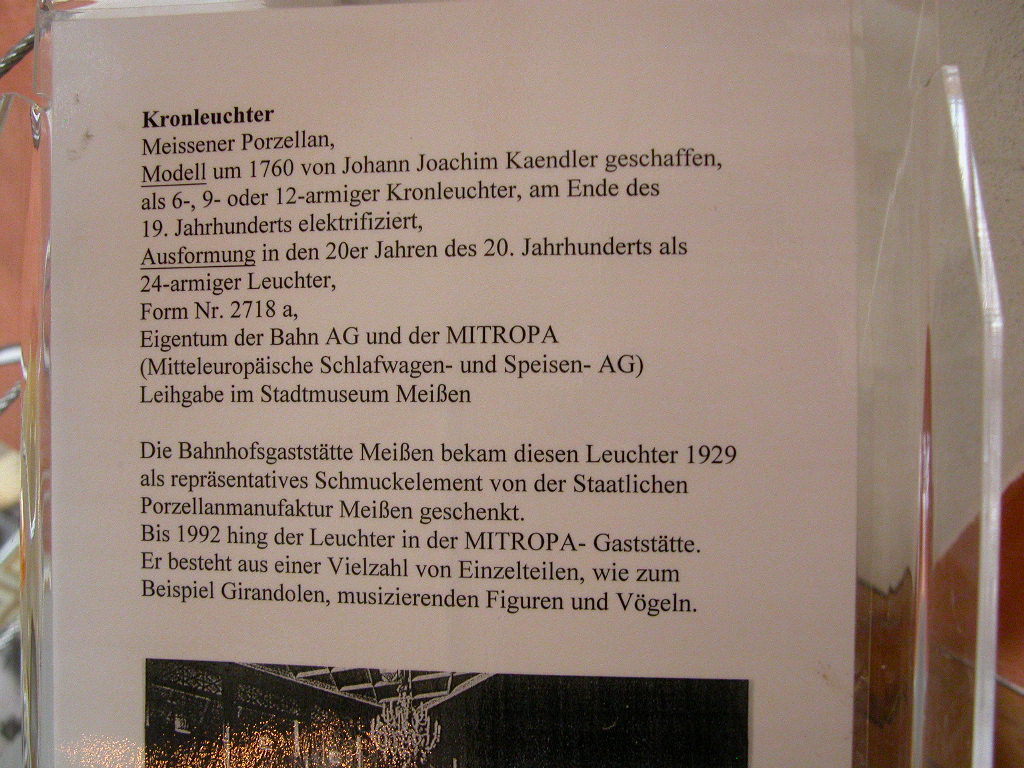 Kronleuchter
Meissener Porzellan,
Modell um 1760 von Johann Joachim Kaendler geschaffen,
als 6-, 9- oder 12-armiger Kronleuchter, am Ende des
19. Jahrhunderts elektrifiziert,
Ausformung in den 20er Jahren des 20. Jahrhunderts als
24-armiger Leuchter,
Form Nr. 2718 a,
Eigentum der Bahn AG und der MITROPA
(Mitteleuropäische Schlafwagen- und Speisen- AG)
Leihgabe im Stadtmuseum Meißen
Die Bahnhofsgaststätte Meißen bekam diesen Leuchter 1929
als repräsentatives Schmuckelement von der Staatlichen
Porzellanmanufaktur Meißen geschenkt.
Bis 1992 hing der Leuchter in der MITROPA- Gaststätte.
Er besteht aus einer Vielzahl von Einzelteilen, wie zum
Beispiel Girandolen, musizierenden Figuren und Vögeln.